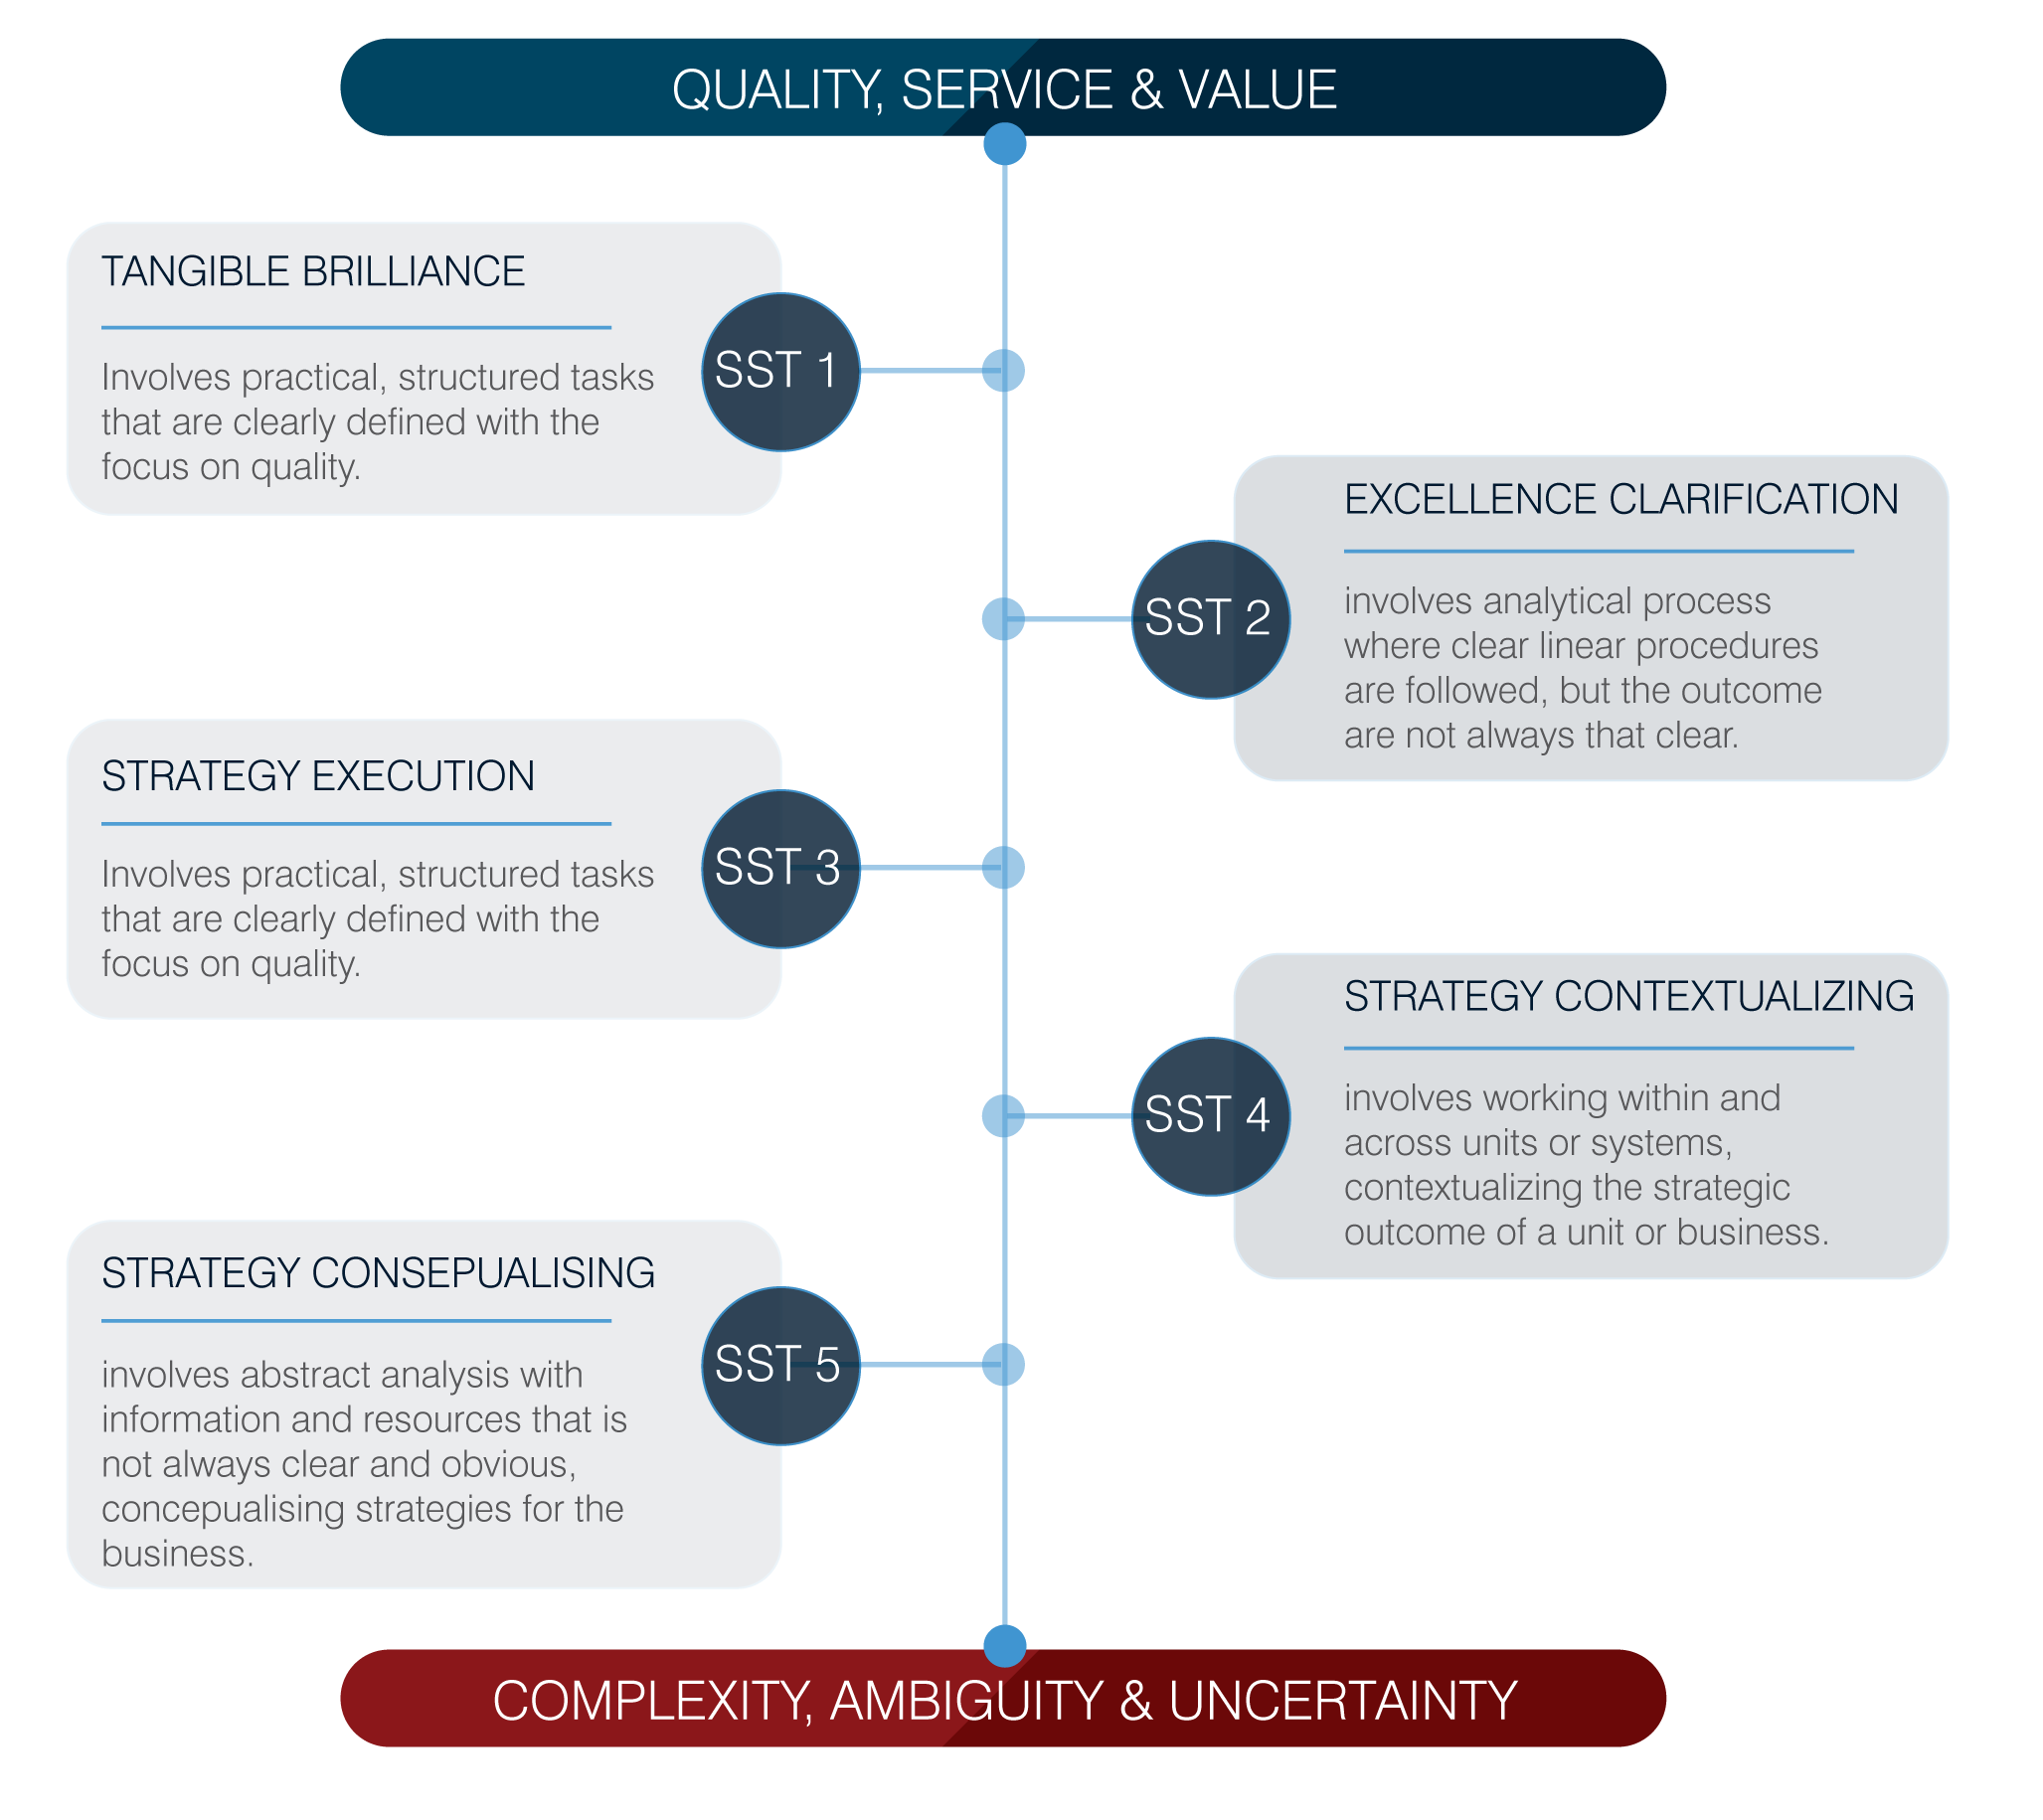 QUALITY, SERVICE & VALUE
TANGIBLE BRILLIANCE
Involves practical, structured tasks
that are clearly defined with the
focus on quality.
SST 1
EXCELLENCE CLARIFICATION
involves analytical process
where clear linear procedures
are followed, but the outcome
are not always that clear.
SST 2
STRATEGY EXECUTION
Involves practical, structured tasks
that are clearly defined with the
focus on quality.
SST 3
STRATEGY CONTEXTUALIZING
involves working within and
across units or systems,
contextualizing the strategic
outcome of a unit or business.
SST 4
STRATEGY CONSEPUALISING
involves abstract analysis with
information and resources that is
not always clear and obvious,
concepualising strategies for the
business.
SST 5
COMPLEXITY, AMBIGUITY & UNCERTAINTY